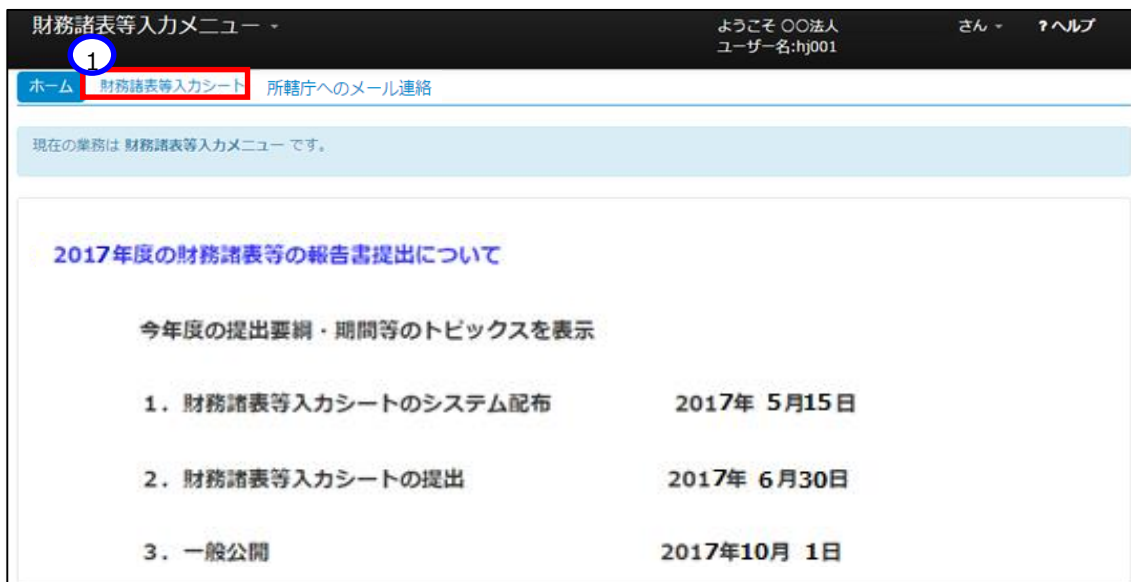 財務諸表等入力メニュー
ようこそ 〇〇法人 さん
ユーザー名:hj001
?ヘルプ
1
ホーム 財務諸表等入力シート 所轄庁へのメール連絡
現在の業務は 財務諸表等入力メニュー です。
2017年度の財務諸表等の報告書提出について
今年度の提出要綱・期間等のトピックスを表示
1. 財務諸表等入力シートのシステム配布 2017年 5月15日
2. 財務諸表等入力シートの提出 2017年 6月30日
3. 一般公開 2017年10月 1日